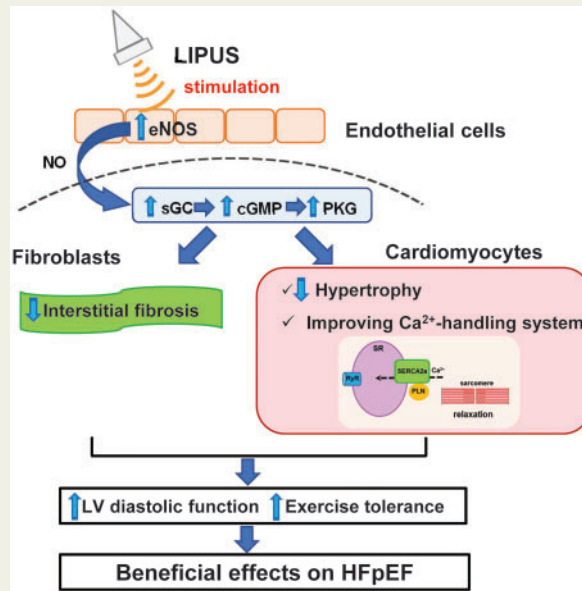 LIPUS
stimulation
eNOS
Endothelial cells
NO
sGC cGMP PKG
Fibroblasts
Cardiomyocytes
Interstitial fibrosis
✓ Hypertrophy
✓ Improving Ca²⁺-handling system
SR
RyR
SERCA2a
Ca²⁺
PLN
sarcomere
relaxation
LV diastolic function Exercise tolerance
Beneficial effects on HFpEF